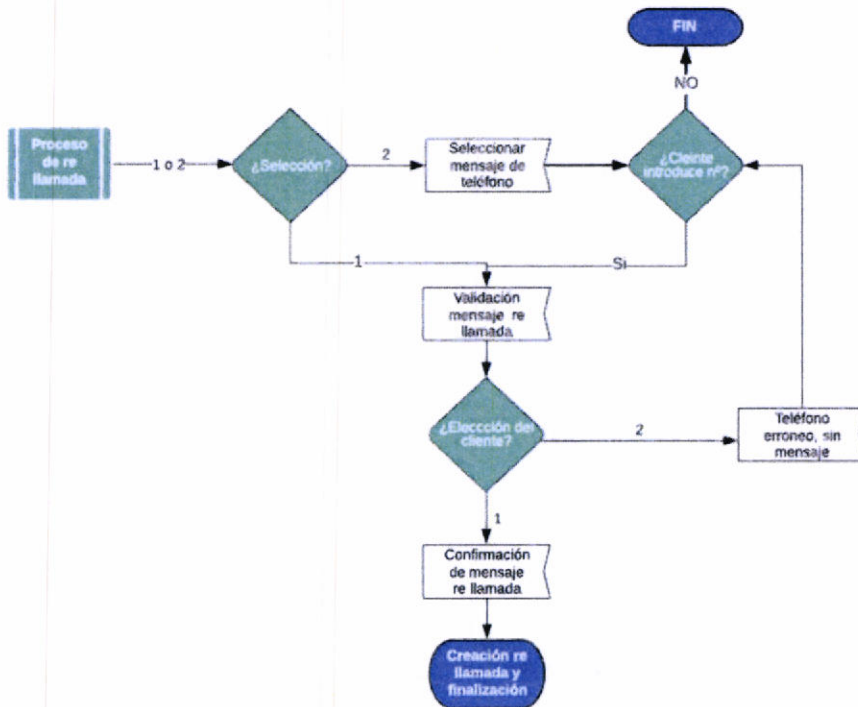 FIN
NO
Proceso
de re
llamada
1 o 2
¿Selección?
2
Seleccionar
mensaje de
teléfono
¿Cleinte
introduce nº?
1
Si
Validación
mensaje re
llamada
¿Eleccción del
cliente?
2
Teléfono
erroneo, sin
mensaje
1
Confirmación
de mensaje
re llamada
Creación re
llamada y
finalización